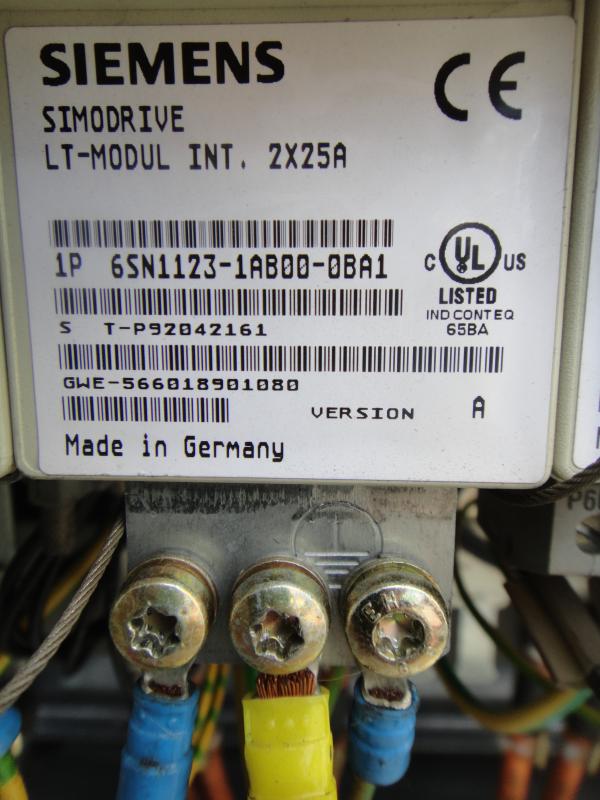 SIEMENS
CE
SIMODRIVE
LT-MODUL INT. 2X25A
1P 6SN1123-1AB00-0BA1
C UL US
LISTED
IND CONT EQ
65BA
S T-P92042161
GWE-566018901080
VERSION A
Made in Germany